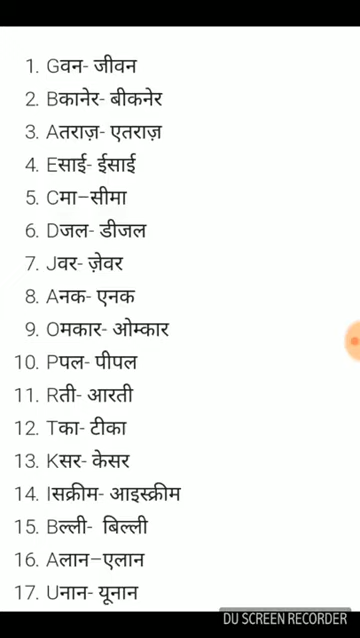 1. Gवन- जीवन
2. Bकानेर- बीकनेर
3. Aतराज़- एतराज़
4. Eसाई- ईसाई
5. Cमा–सीमा
6. Dजल- डीजल
7. Jवर- ज़ेवर
8. Aनक- एनक
9. Oमकार- ओम्कार
10. Pपल- पीपल
11. Rती- आरती
12. Tका- टीका
13. Kसर- केसर
14. Iसक्रीम- आइस्क्रीम
15. Bल्ली- बिल्ली
16. Aलान–एलान
17. Uनान- यूनान
DU SCREEN RECORDER